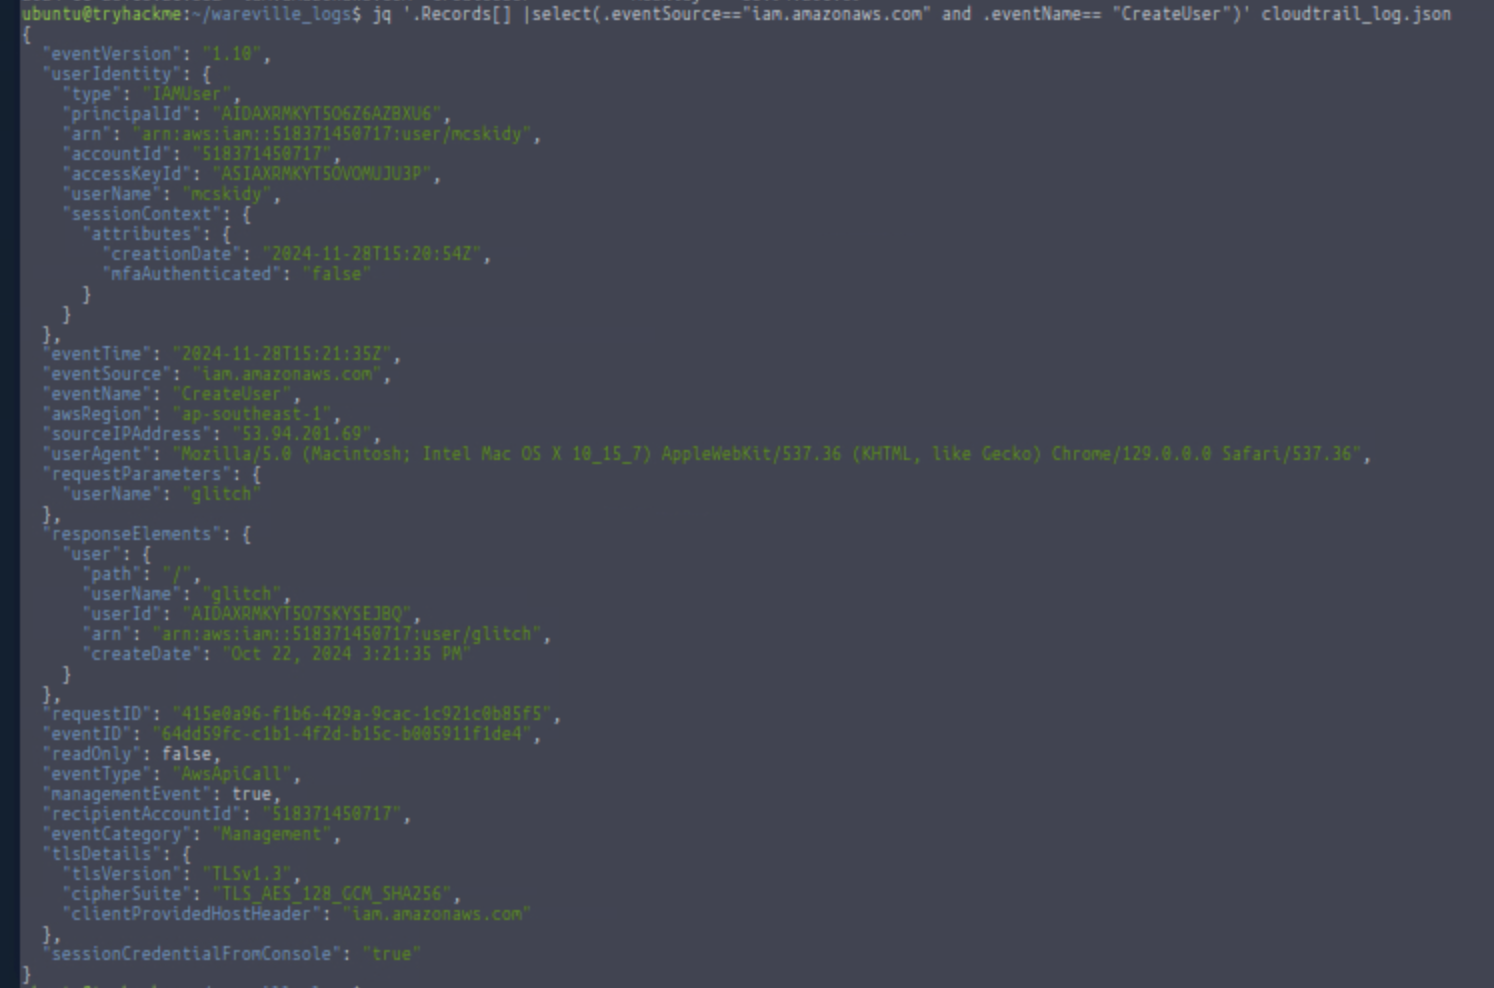 ubuntu@tryhackme:~/wareville_logs$ jq '.Records[] |select(.eventSource=="iam.amazonaws.com" and .eventName== "CreateUser")' cloudtrail_log.json
{
  "eventVersion": "1.10",
  "userIdentity": {
    "type": "IAMUser",
    "principalId": "AIDAXRMKYT5O6Z6AZBXU6",
    "arn": "arn:aws:iam::518371450717:user/mcskidy",
    "accountId": "518371450717",
    "accessKeyId": "ASIAXRMKYT5OVQMUJU3P",
    "userName": "mcskidy",
    "sessionContext": {
      "attributes": {
        "creationDate": "2024-11-28T15:20:54Z",
        "mfaAuthenticated": "false"
      }
    }
  },
  "eventTime": "2024-11-28T15:21:35Z",
  "eventSource": "iam.amazonaws.com",
  "eventName": "CreateUser",
  "awsRegion": "ap-southeast-1",
  "sourceIPAddress": "53.94.201.69",
  "userAgent": "Mozilla/5.0 (Macintosh; Intel Mac OS X 10_15_7) AppleWebKit/537.36 (KHTML, like Gecko) Chrome/129.0.0.0 Safari/537.36",
  "requestParameters": {
    "userName": "glitch"
  },
  "responseElements": {
    "user": {
      "path": "/",
      "userName": "glitch",
      "userId": "AIDAXRMKYT5O7SKYSEJBQ",
      "arn": "arn:aws:iam::518371450717:user/glitch",
      "createDate": "Oct 22, 2024 3:21:35 PM"
    }
  },
  "requestID": "415e0a96-f1b6-429a-9cac-1c921c0b85f5",
  "eventID": "64dd59fc-c1b1-4f2d-b15c-b005911f1de4",
  "readOnly": false,
  "eventType": "AwsApiCall",
  "managementEvent": true,
  "recipientAccountId": "518371450717",
  "eventCategory": "Management",
  "tlsDetails": {
    "tlsVersion": "TLSv1.3",
    "cipherSuite": "TLS_AES_128_GCM_SHA256",
    "clientProvidedHostHeader": "iam.amazonaws.com"
  },
  "sessionCredentialFromConsole": "true"
}